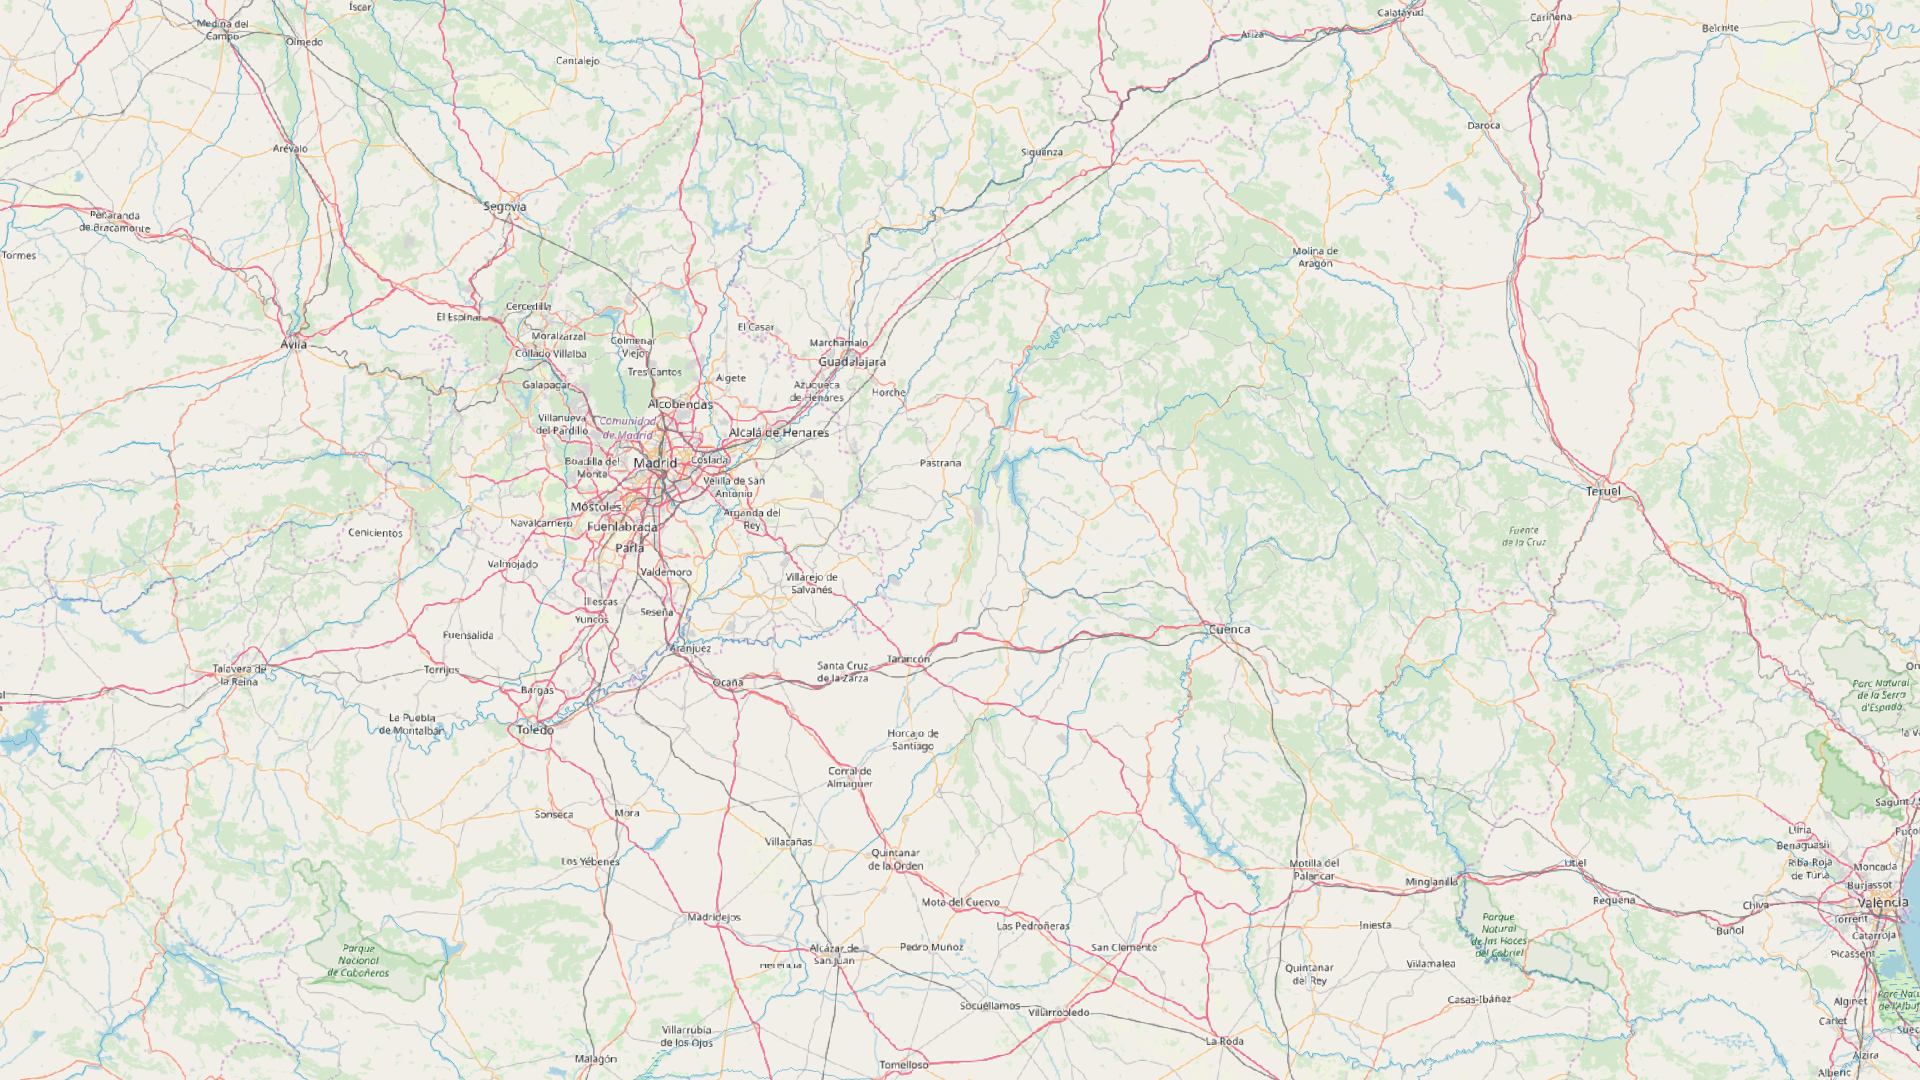 Íscar
Medina del
Campo
Olmedo
Cantalejo
Calatayud
Cariñena
Ariza
Belchite
Arévalo
Sigüenza
Daroca
Segovia
Peñaranda
de Bracamonte
Tormes
Molina de
Aragón
Cercedilla
El Espinar
Ávila
Moralzarzal
Collado Villalba
Colmenar
Viejo
El Casar
Marchamalo
Guadalajara
Tres Cantos
Algete
Galapagar
Azuqueca
de Henares
Horche
Alcobendas
Villanueva
del Pardillo
Comunidad
de Madrid
Alcalá de Henares
Boadilla del
Monte
Madrid
Coslada
Pastrana
Velilla de San
Antonio
Teruel
Móstoles
Arganda del
Rey
Navalcarnero
Fuenlabrada
Cenicientos
Fuente
de la Cruz
Parla
Valmojado
Valdemoro
Villarejo de
Salvanés
Illescas
Yuncos
Seseña
Fuensalida
Cuenca
Aranjuez
Talavera de
la Reina
Torrijos
Santa Cruz
de la Zarza
Tarancón
Ocaña
Bargas
Parc Natural
de la Serra
d'Espadà
La Puebla
de Montalbán
Toledo
Horcajo de
Santiago
Corral de
Almaguer
Sonseca
Mora
Sagunt /
Villacañas
Llíria
Benaguasil
Los Yébenes
Quintanar
de la Orden
Motilla del
Palancar
Minglanilla
Utiel
Riba-roja
de Túria
Moncada
Burjassot
Mota del Cuervo
Requena
Chiva
València
Madridejos
Las Pedroñeras
Iniesta
Parque
Natural
de las Hoces
del Cabriel
Buñol
Torrent
Catarroja
Parque
Nacional
de Cabañeros
Alcázar de
San Juan
Herencia
Pedro Muñoz
San Clemente
Picassent
Villamalea
Quintanar
del Rey
Casas-Ibáñez
Socuéllamos
Villarrobledo
Alginet
Carlet
Villarrubia
de los Ojos
La Roda
Malagón
Tomelloso
Alzira
Alberic